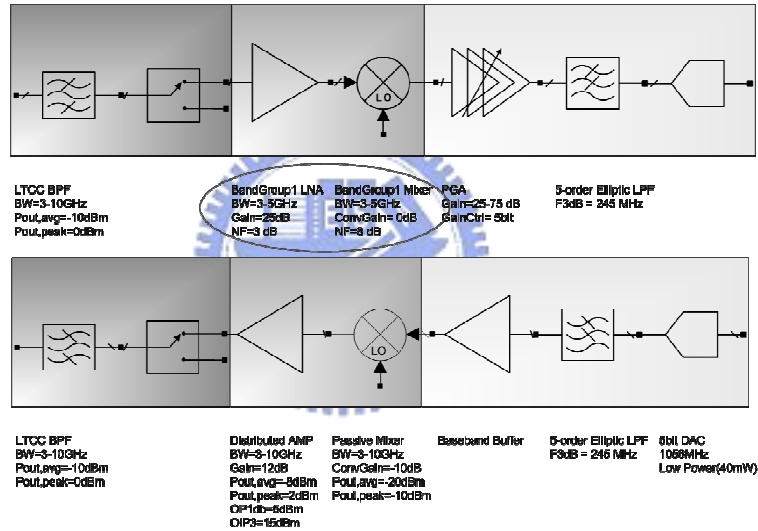 LO
LTCC BPF
BW=3-10GHz
Pout,avg=-10dBm
Pout,peak=0dBm
BandGroup1 LNA
BW=3-5GHz
Gain=25dB
NF=3 dB
BandGroup1 Mixer
BW=3-5GHz
ConvGain= 0dB
NF=8 dB
PGA
Gain=25-75 dB
GainCtrl= 5bit
5-order Elliptic LPF
F3dB = 245 MHz
LO
LTCC BPF
BW=3-10GHz
Pout,avg=-10dBm
Pout,peak=0dBm
Distributed AMP
BW=3-10GHz
Gain=12dB
Pout,avg=-8dBm
Pout,peak=2dBm
OP1db=5dBm
OIP3=15dBm
Passive Mixer
BW=3-10GHz
ConvGain=-10dB
Pout,avg=-20dBm
Pout,peak=-10dBm
Baseband Buffer
5-order Elliptic LPF
F3dB = 245 MHz
5bit DAC
1056MHz
Low Power(40mW)